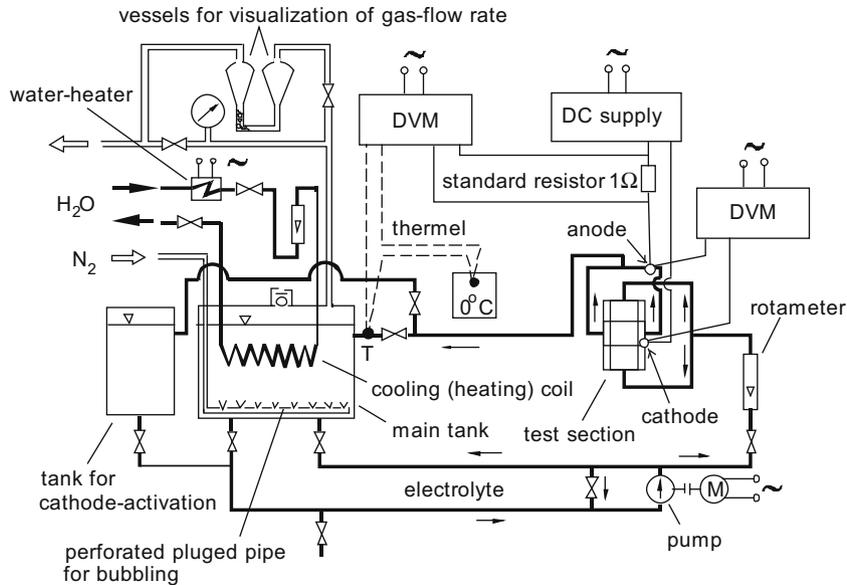 vessels for visualization of gas-flow rate
water-heater
DVM
DC supply
H2O
standard resistor 1Ω
DVM
thermel
anode
N2
0°C
rotameter
T
cooling (heating) coil
cathode
main tank
test section
tank for
cathode-activation
electrolyte
M
pump
perforated pluged pipe
for bubbling